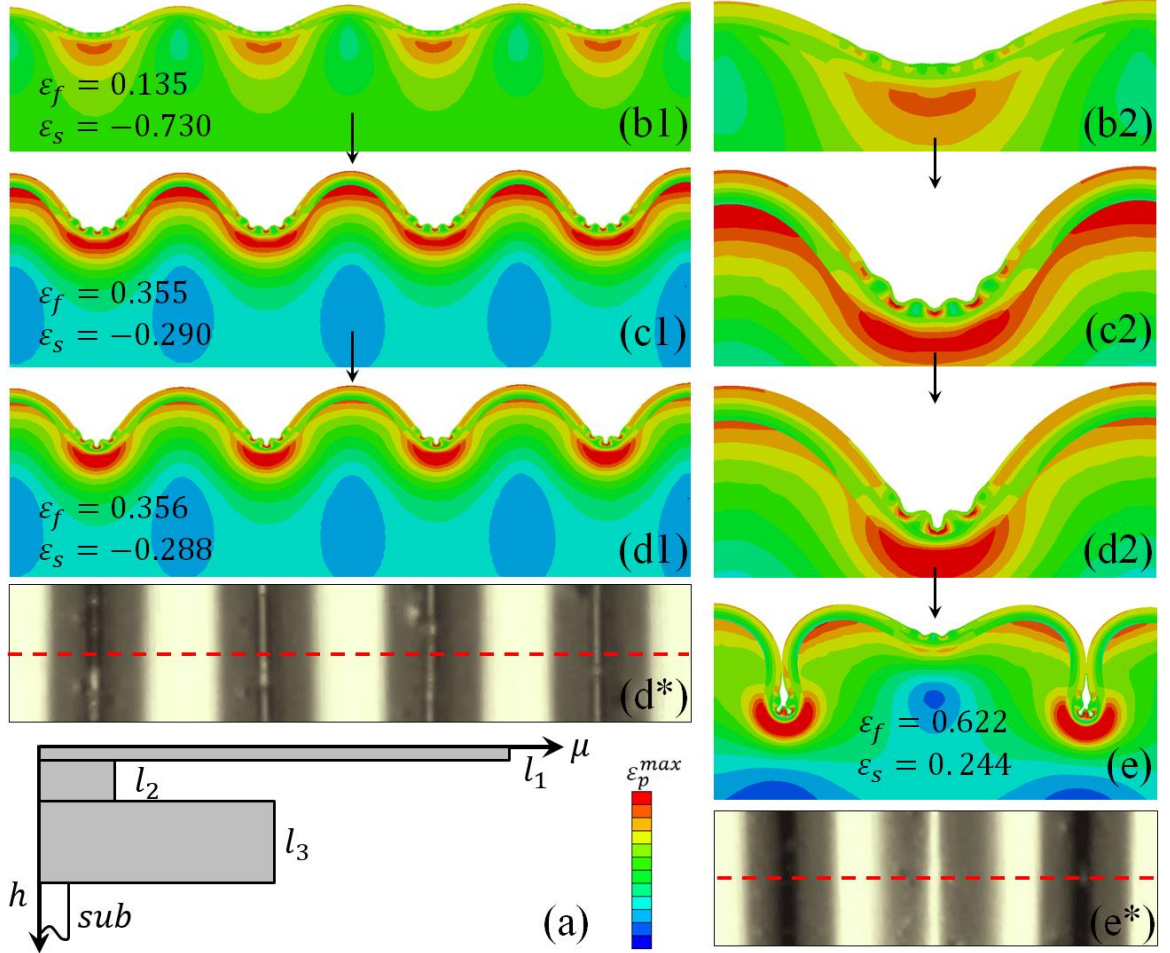 ε_f = 0.135
ε_s = −0.730
(b1)
(b2)
ε_f = 0.355
ε_s = −0.290
(c1)
(c2)
ε_f = 0.356
ε_s = −0.288
(d1)
(d2)
(d*)
ε_f = 0.622
ε_s = 0.244
(e)
μ
l_1
l_2
l_3
h
sub
(a)
ε_p^max
(e*)